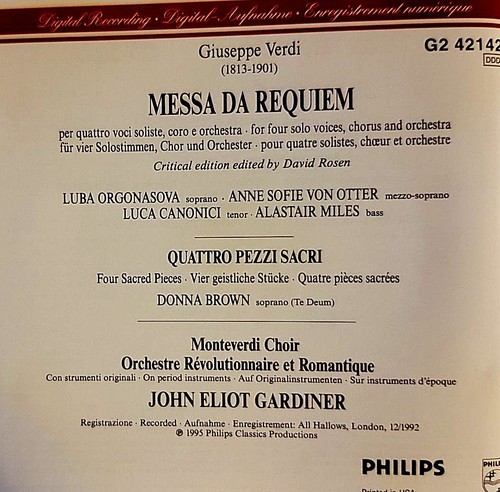 Digital Recording · Digital-Aufnahme · Enregistrement numérique
Giuseppe Verdi
G2 42142
(1813-1901)
DDD
MESSA DA REQUIEM
per quattro voci soliste, coro e orchestra · for four solo voices, chorus and orchestra
für vier Solostimmen, Chor und Orchester · pour quatre solistes, chœur et orchestre
Critical edition edited by David Rosen
LUBA ORGONASOVA soprano · ANNE SOFIE VON OTTER mezzo-soprano
LUCA CANONICI tenor · ALASTAIR MILES bass
QUATTRO PEZZI SACRI
Four Sacred Pieces · Vier geistliche Stücke · Quatre pièces sacrées
DONNA BROWN soprano (Te Deum)
Monteverdi Choir
Orchestre Révolutionnaire et Romantique
Con strumenti originali · On period instruments · Auf Originalinstrumenten · Sur instruments d'époque
JOHN ELIOT GARDINER
Registrazione · Recorded · Aufnahme · Enregistrement: All Hallows, London, 12/1992
℗ 1995 Philips Classics Productions
PHILIPS
PHILI
Printed in USA